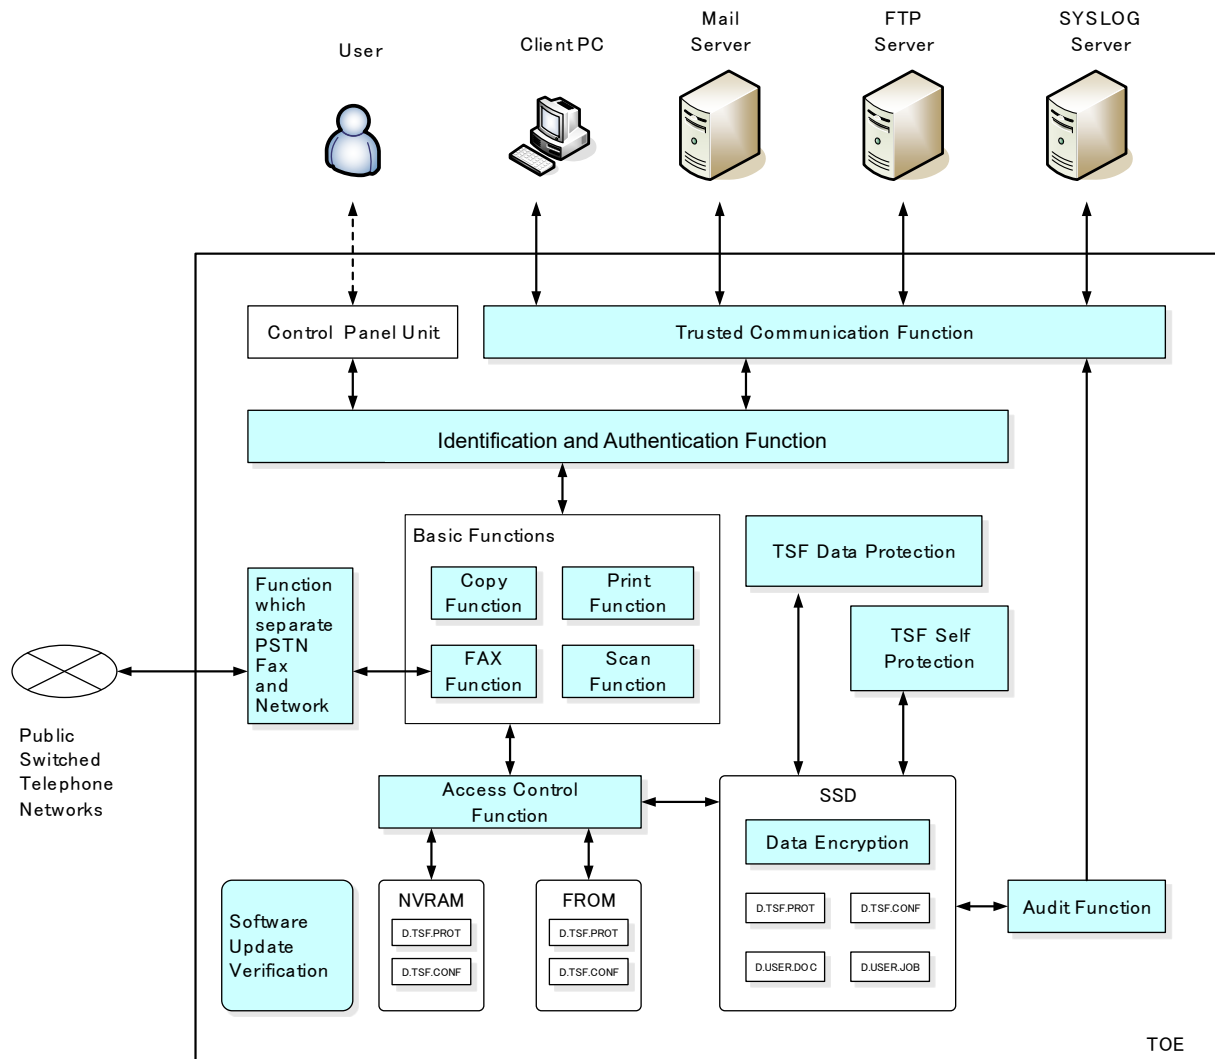 User
Client PC
Mail
Server
FTP
Server
SYSLOG
Server
Control Panel Unit
Trusted Communication Function
Identification and Authentication Function
Basic Functions
Copy
Function
Print
Function
FAX
Function
Scan
Function
TSF Data Protection
TSF Self
Protection
Function
which
separate
PSTN
Fax
and
Network
Public
Switched
Telephone
Networks
Access Control
Function
SSD
Data Encryption
D.TSF.PROT
D.TSF.CONF
D.USER.DOC
D.USER.JOB
Audit Function
Software
Update
Verification
NVRAM
D.TSF.PROT
D.TSF.CONF
FROM
D.TSF.PROT
D.TSF.CONF
TOE